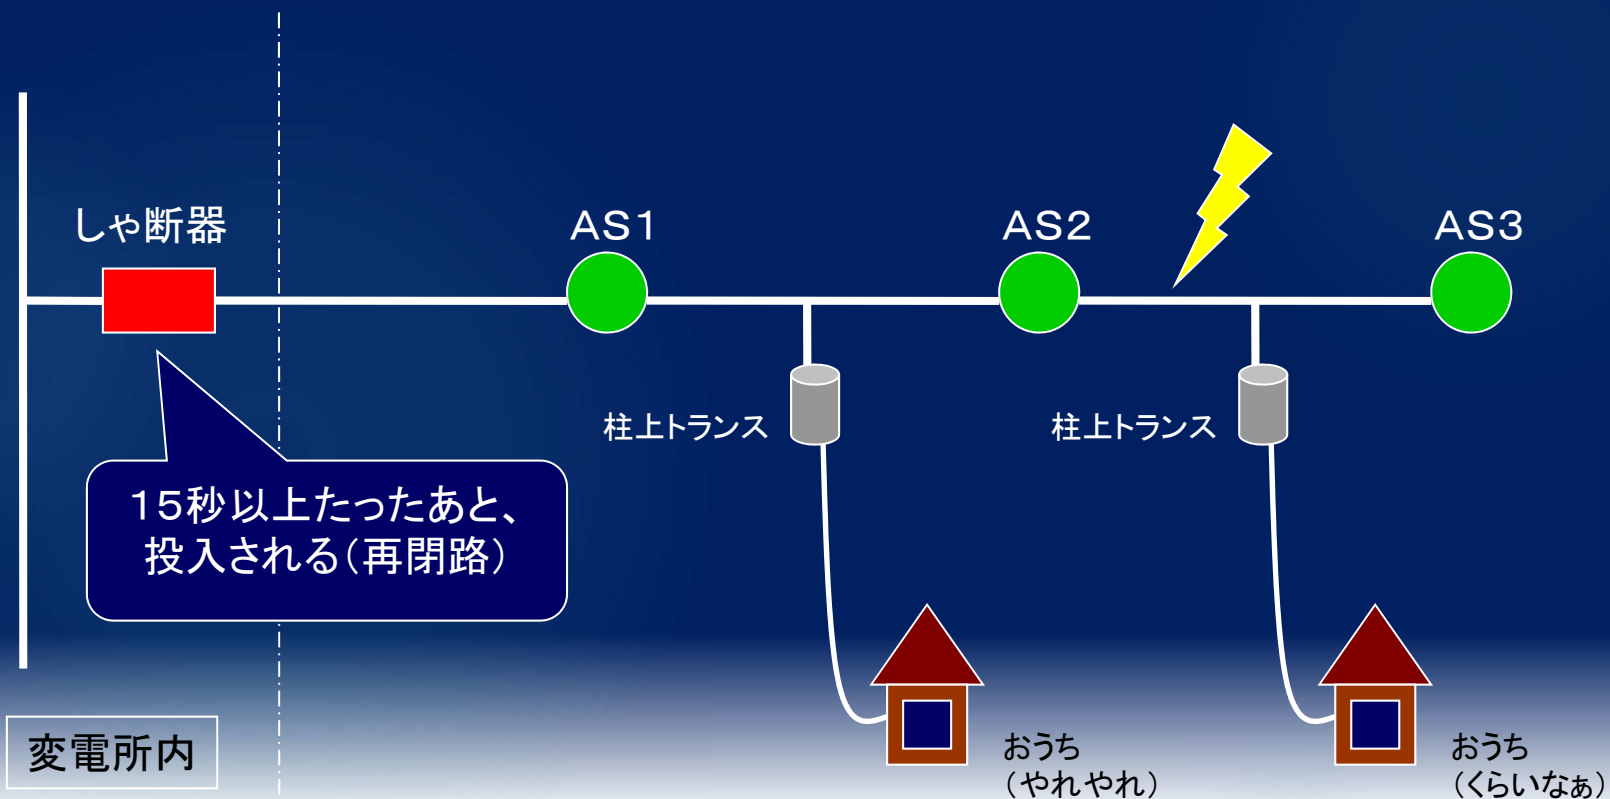 しゃ断器
AS1
AS2
AS3
柱上トランス
柱上トランス
15秒以上たったあと、
投入される(再閉路)
変電所内
おうち
(やれやれ)
おうち
(くらいなぁ)